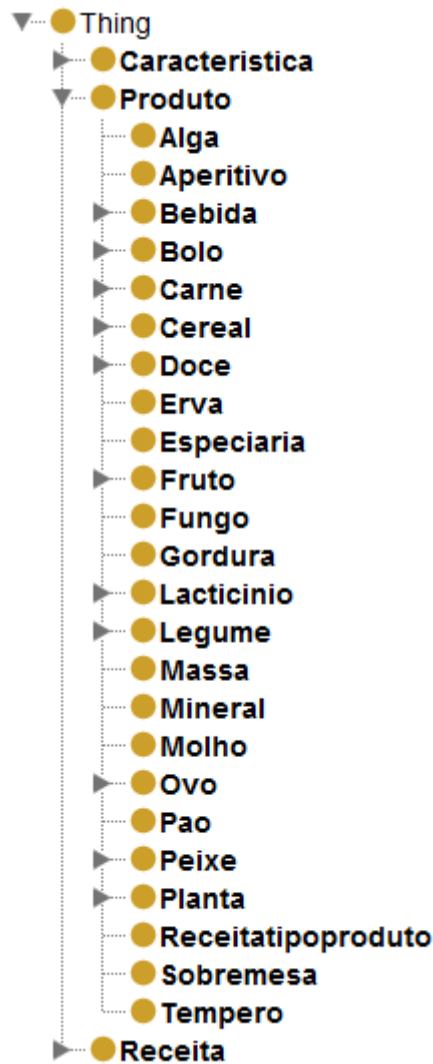 Thing
Caracteristica
Produto
Alga
Aperitivo
Bebida
Bolo
Carne
Cereal
Doce
Erva
Especiaria
Fruto
Fungo
Gordura
Lacticinio
Legume
Massa
Mineral
Molho
Ovo
Pao
Peixe
Planta
Receitatipoproduto
Sobremesa
Tempero
Receita